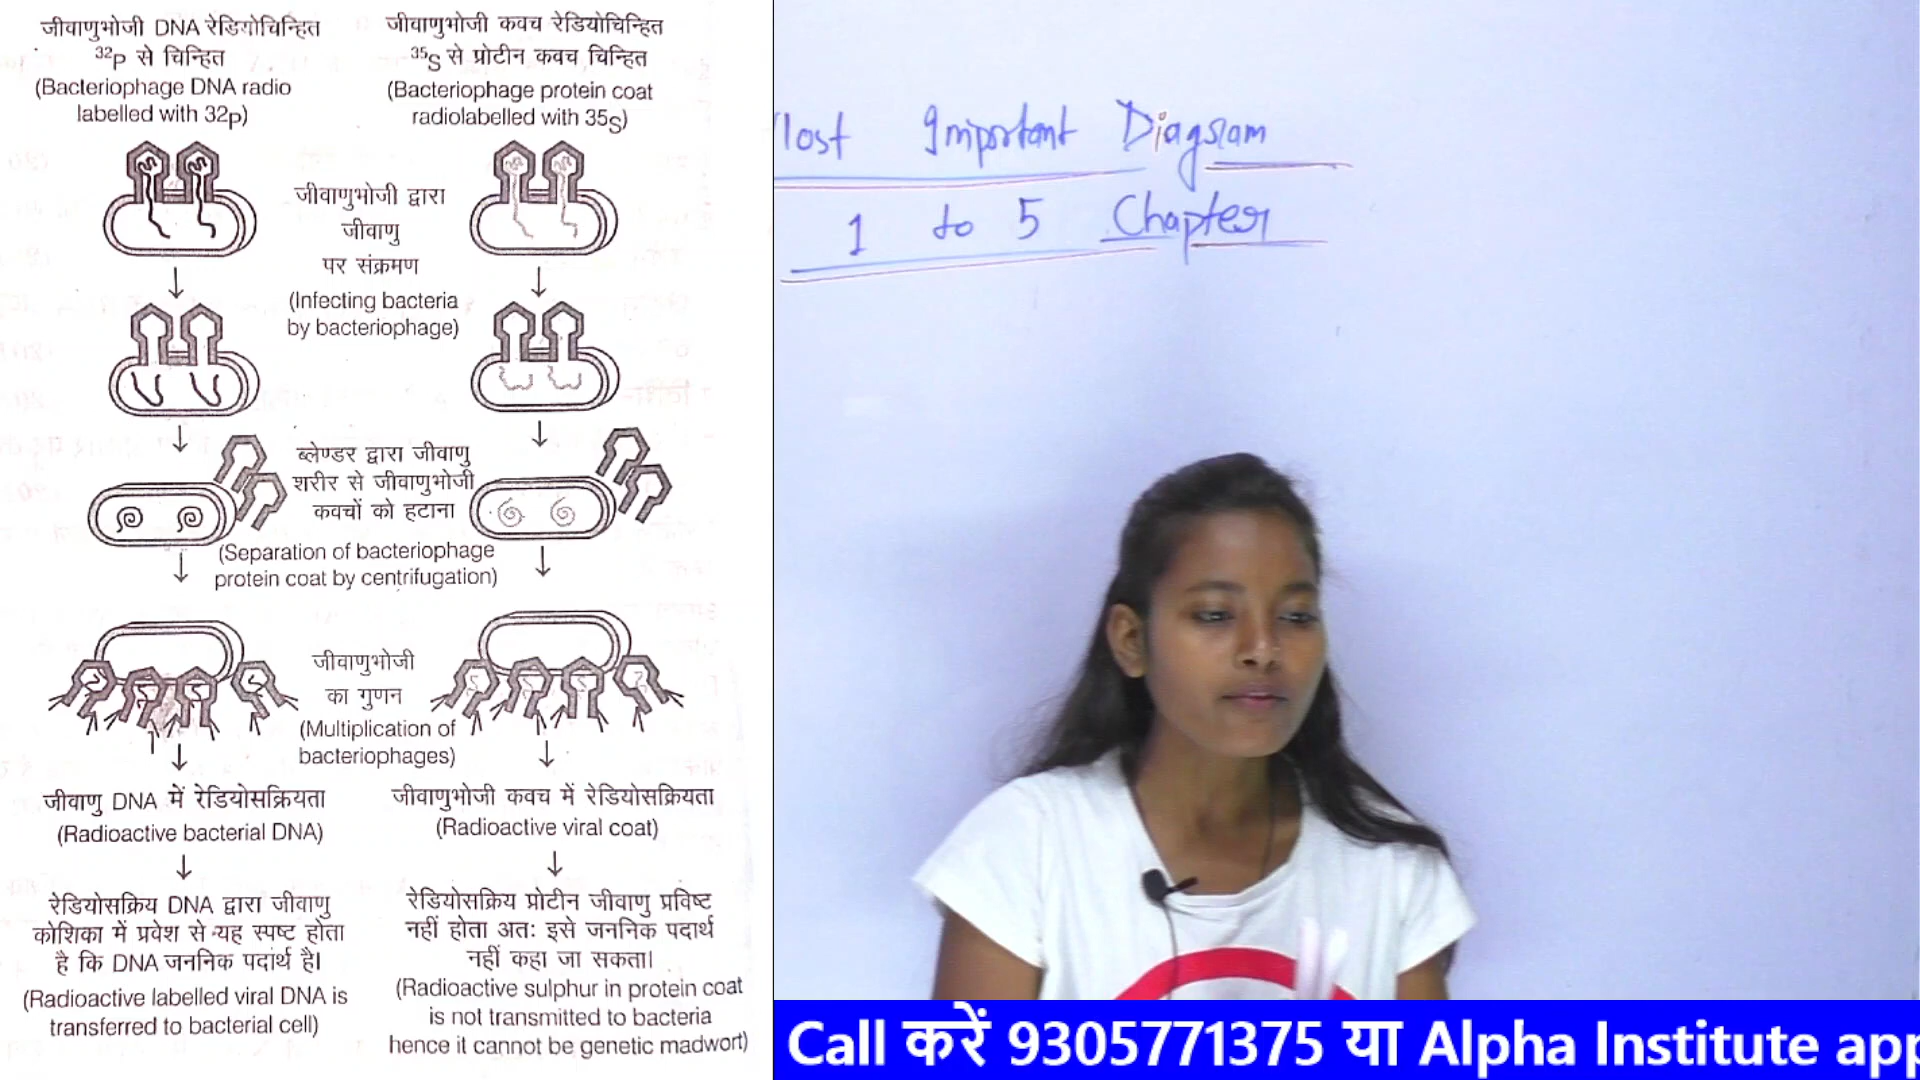 जीवाणुभोजी DNA रेडियोचिन्हित
³²P से चिन्हित
(Bacteriophage DNA radio
labelled with 32p)
जीवाणुभोजी कवच रेडियोचिन्हित
³⁵S से प्रोटीन कवच चिन्हित
(Bacteriophage protein coat
radiolabelled with 35s)
जीवाणुभोजी द्वारा
जीवाणु
पर संक्रमण
(Infecting bacteria
by bacteriophage)
ब्लेण्डर द्वारा जीवाणु
शरीर से जीवाणुभोजी
कवचों को हटाना
(Separation of bacteriophage
protein coat by centrifugation)
जीवाणुभोजी
का गुणन
(Multiplication of
bacteriophages)
जीवाणु DNA में रेडियोसक्रियता
(Radioactive bacterial DNA)
जीवाणुभोजी कवच में रेडियोसक्रियता
(Radioactive viral coat)
रेडियोसक्रिय DNA द्वारा जीवाणु
कोशिका में प्रवेश से यह स्पष्ट होता
है कि DNA जननिक पदार्थ है।
(Radioactive labelled viral DNA is
transferred to bacterial cell)
रेडियोसक्रिय प्रोटीन जीवाणु प्रविष्ट
नहीं होता अतः इसे जननिक पदार्थ
नहीं कहा जा सकता।
(Radioactive sulphur in protein coat
is not transmitted to bacteria
hence it cannot be genetic madwort)
lost Important Diagram
1 to 5 Chapter
Call करें 9305771375 या Alpha Institute app